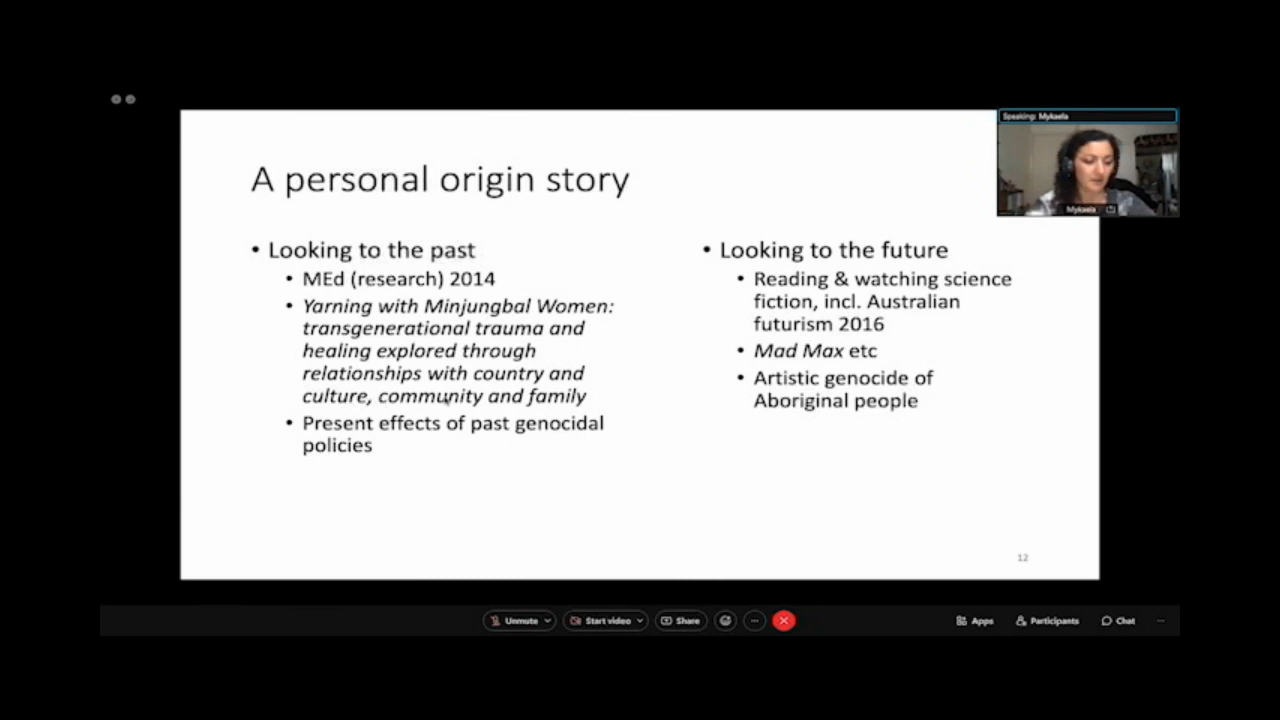 Speaking: Mykaela
Mykaela
A personal origin story
• Looking to the past
• MEd (research) 2014
• Yarning with Minjungbal Women:
transgenerational trauma and
healing explored through
relationships with country and
culture, community and family
• Present effects of past genocidal
policies
• Looking to the future
• Reading & watching science
fiction, incl. Australian
futurism 2016
• Mad Max etc
• Artistic genocide of
Aboriginal people
12
Unmute
Start video
Share
Apps
Participants
Chat